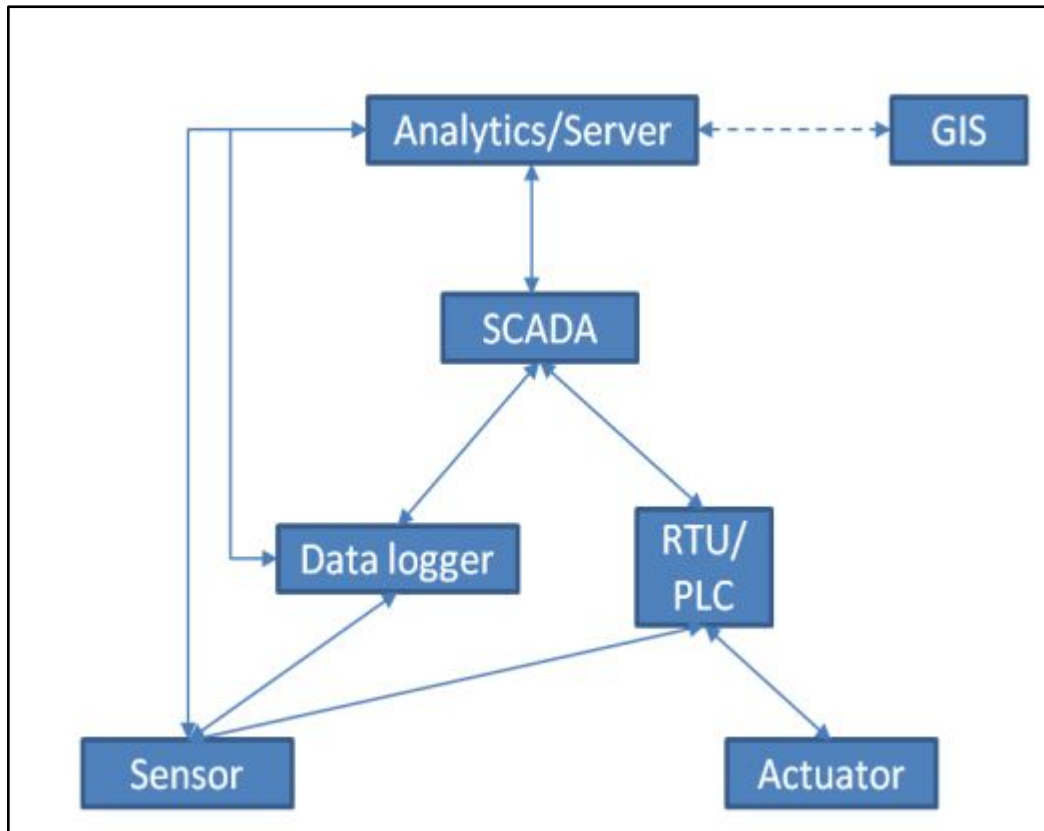 Analytics/Server
GIS
SCADA
Data logger
RTU/
PLC
Sensor
Actuator